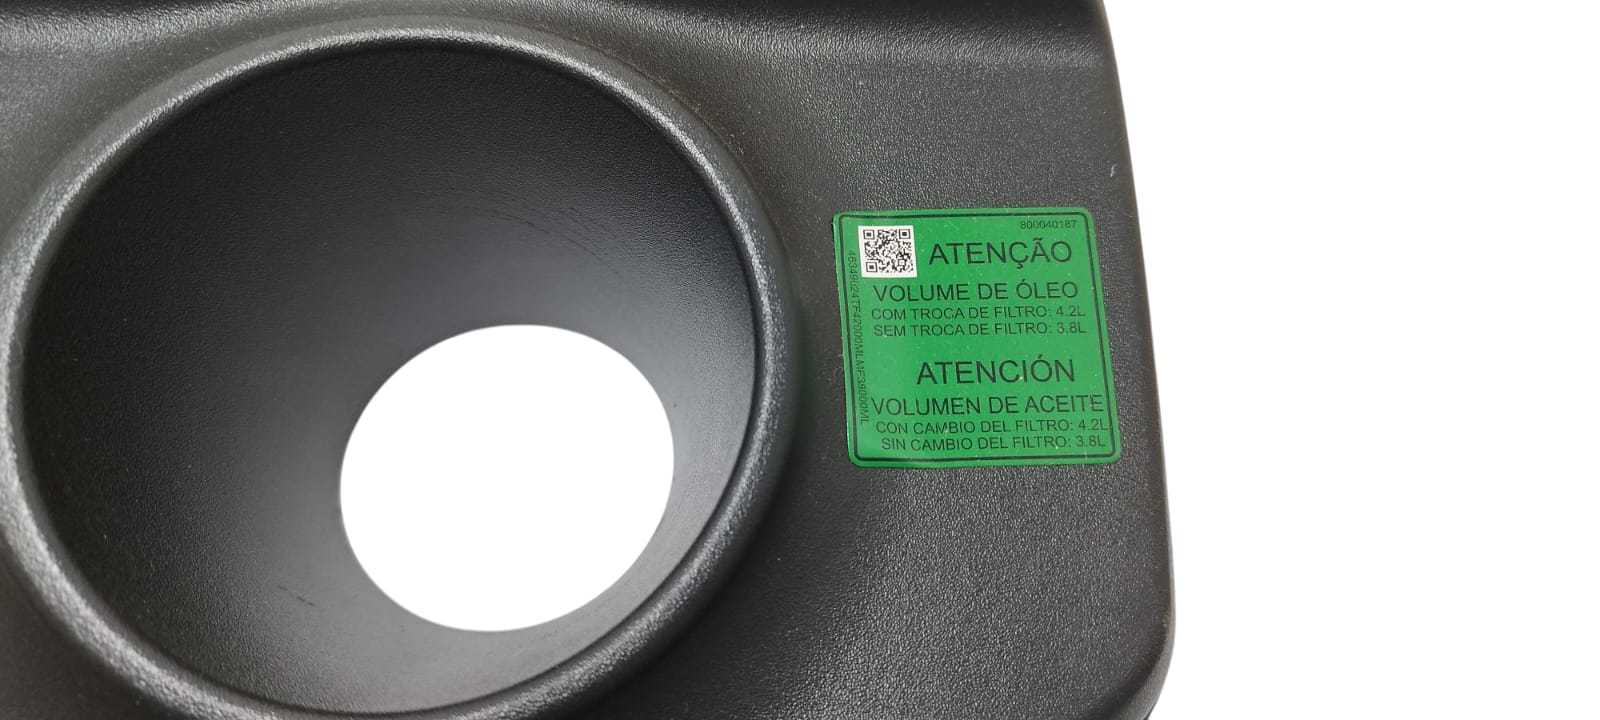 800040187
ATENÇÃO
VOLUME DE ÓLEO
COM TROCA DE FILTRO: 4.2L
SEM TROCA DE FILTRO: 3.8L
ATENCIÓN
VOLUMEN DE ACEITE
CON CAMBIO DEL FILTRO: 4.2L
SIN CAMBIO DEL FILTRO: 3.8L